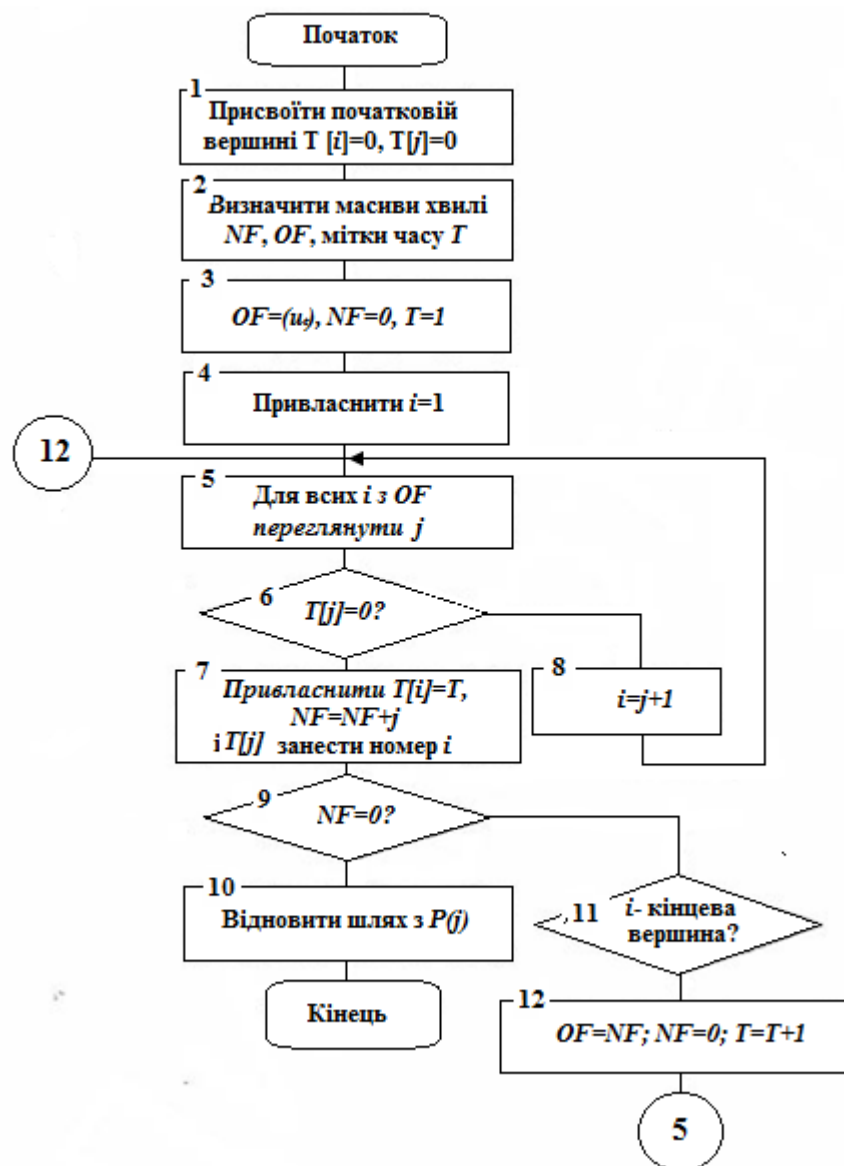 Початок
1
Присвоїти початковій
вершині T [i]=0, T[j]=0
2
Визначити масиви хвилі
NF, OF, мітки часу T
3
OF=(uₛ), NF=0, T=1
4
Привласнити i=1
12
5
Для всих i з OF
переглянути j
6
T[j]=0?
7
Привласнити T[i]=T,
NF=NF+j
і T[j] занести номер i
8
i=j+1
9
NF=0?
10
Відновити шлях з P(j)
11
i- кінцева
вершина?
Кінець
12
OF=NF; NF=0; T=T+1
5